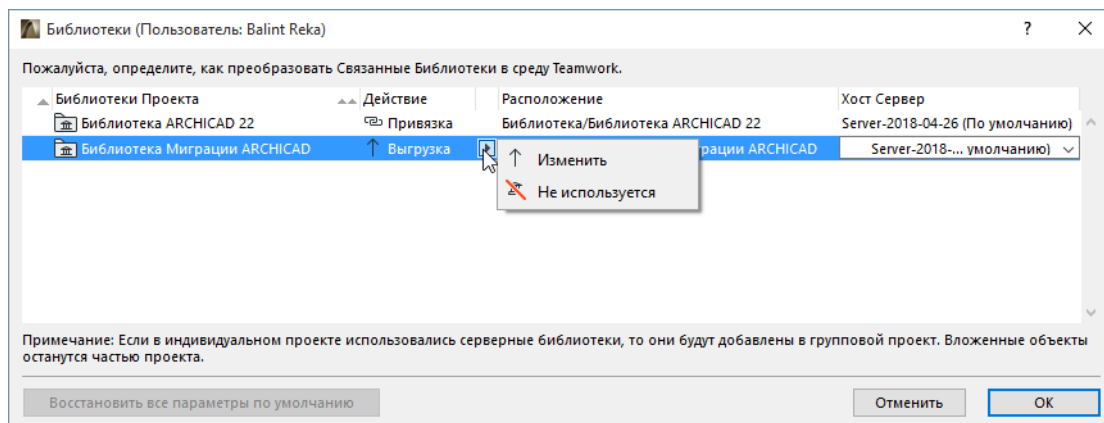 Библиотеки (Пользователь: Balint Reka)
Пожалуйста, определите, как преобразовать Связанные Библиотеки в среду Teamwork.
Библиотеки Проекта Действие Расположение Хост Сервер
Библиотека ARCHICAD 22 Привязка Библиотека/Библиотека ARCHICAD 22 Server-2018-04-26 (По умолчанию)
Библиотека Миграции ARCHICAD Выгрузка рации ARCHICAD Server-2018-... умолчанию)
Изменить
Не используется
Примечание: Если в индивидуальном проекте использовались серверные библиотеки, то они будут добавлены в групповой проект. Вложенные объекты
останутся частью проекта.
Восстановить все параметры по умолчанию Отменить ОК